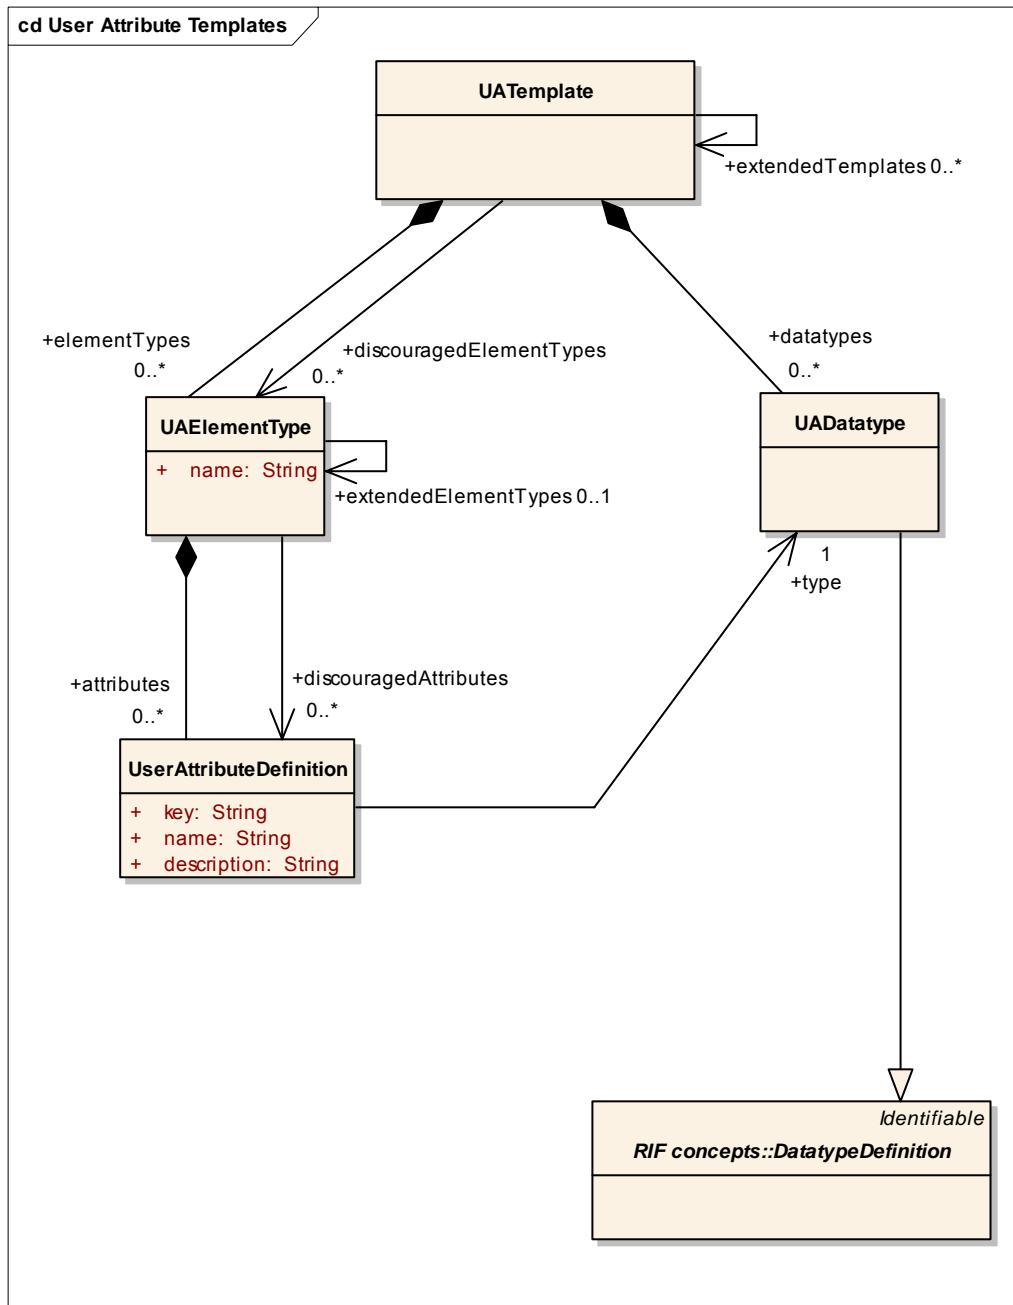 cd User Attribute Templates
UATemplate
+extendedTemplates 0..*
+elementTypes
0..*
+discouragedElementTypes
0..*
+datatypes
0..*
UAElementType
+ name: String
+extendedElementTypes 0..1
UADatatype
1
+type
+attributes
0..*
+discouragedAttributes
0..*
UserAttributeDefinition
+ key: String
+ name: String
+ description: String
Identifiable
RIF concepts::DatatypeDefinition